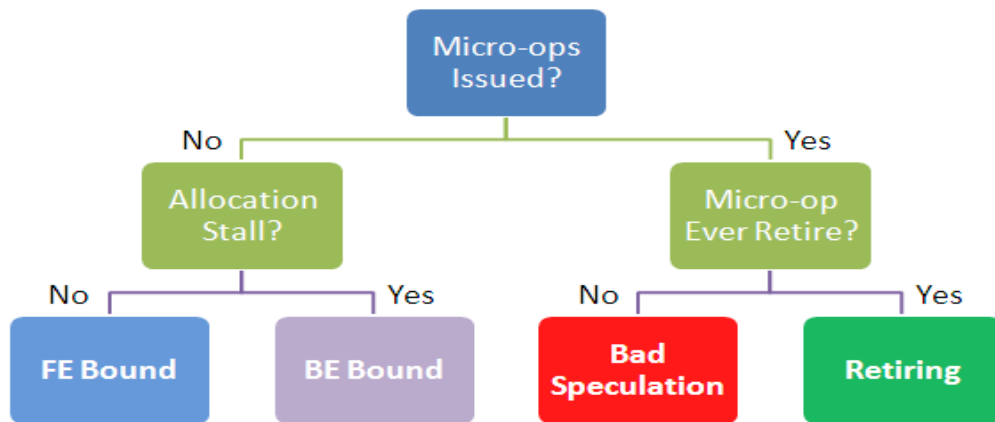 Micro-ops
Issued?
No
Yes
Allocation
Stall?
Micro-op
Ever Retire?
No
Yes
No
Yes
FE Bound
BE Bound
Bad
Speculation
Retiring